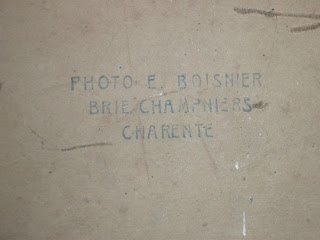 PHOTO E. BOISNIER
BRIE CHAMPNIERS
CHARENTE